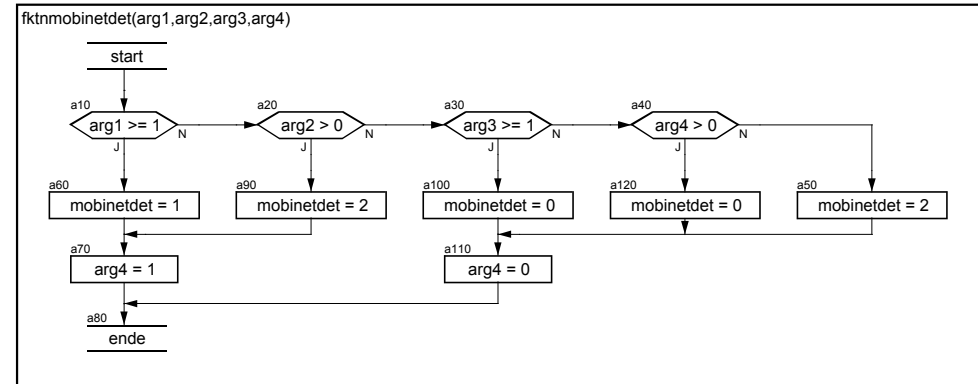 fktnmobinetdet(arg1,arg2,arg3,arg4)
start
a10
arg1 >= 1
N
J
a20
arg2 > 0
N
J
a30
arg3 >= 1
N
J
a40
arg4 > 0
N
J
a60
mobinetdet = 1
a90
mobinetdet = 2
a100
mobinetdet = 0
a120
mobinetdet = 0
a50
mobinetdet = 2
a70
arg4 = 1
a110
arg4 = 0
a80
ende